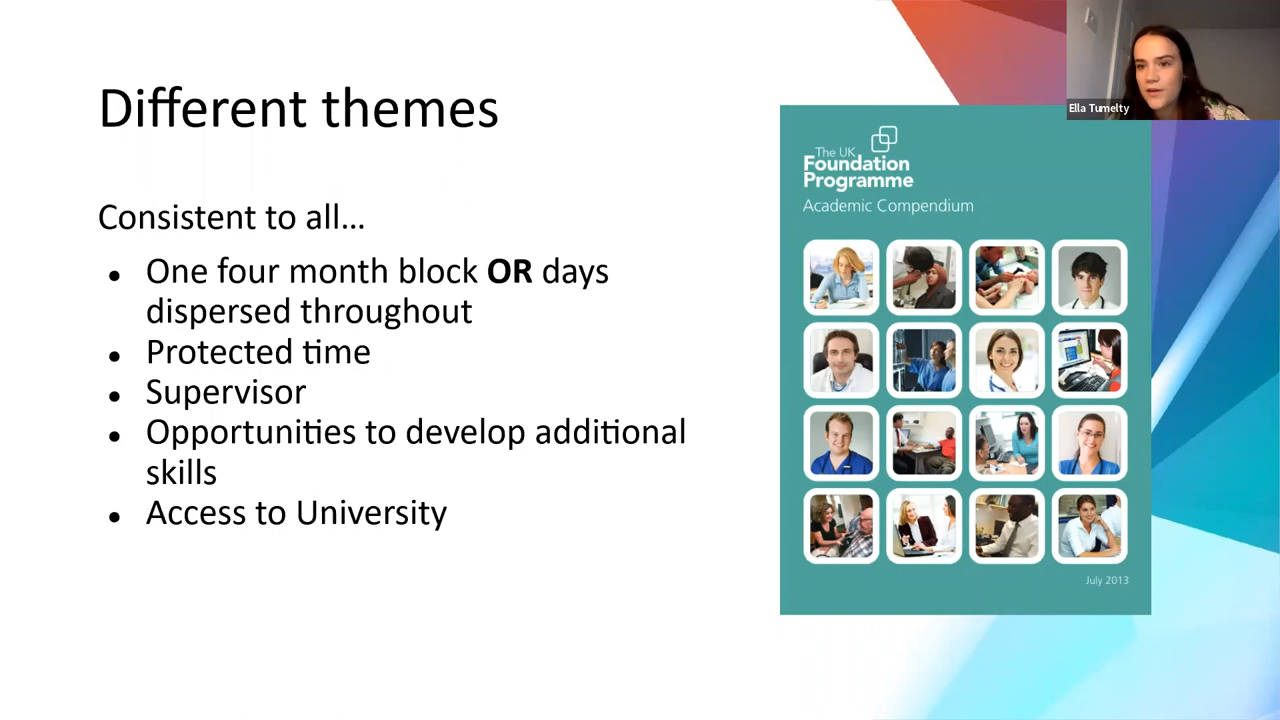 Different themes
Consistent to all...
● One four month block OR days
dispersed throughout
● Protected time
● Supervisor
● Opportunities to develop additional
skills
● Access to University
The UK
Foundation
Programme
Academic Compendium
July 2013
Ella Tumelty